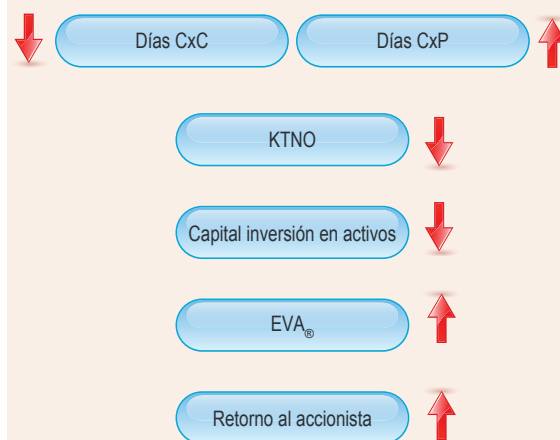 Días CxC
Días CxP
KTNO
Capital inversión en activos
EVA®
Retorno al accionista